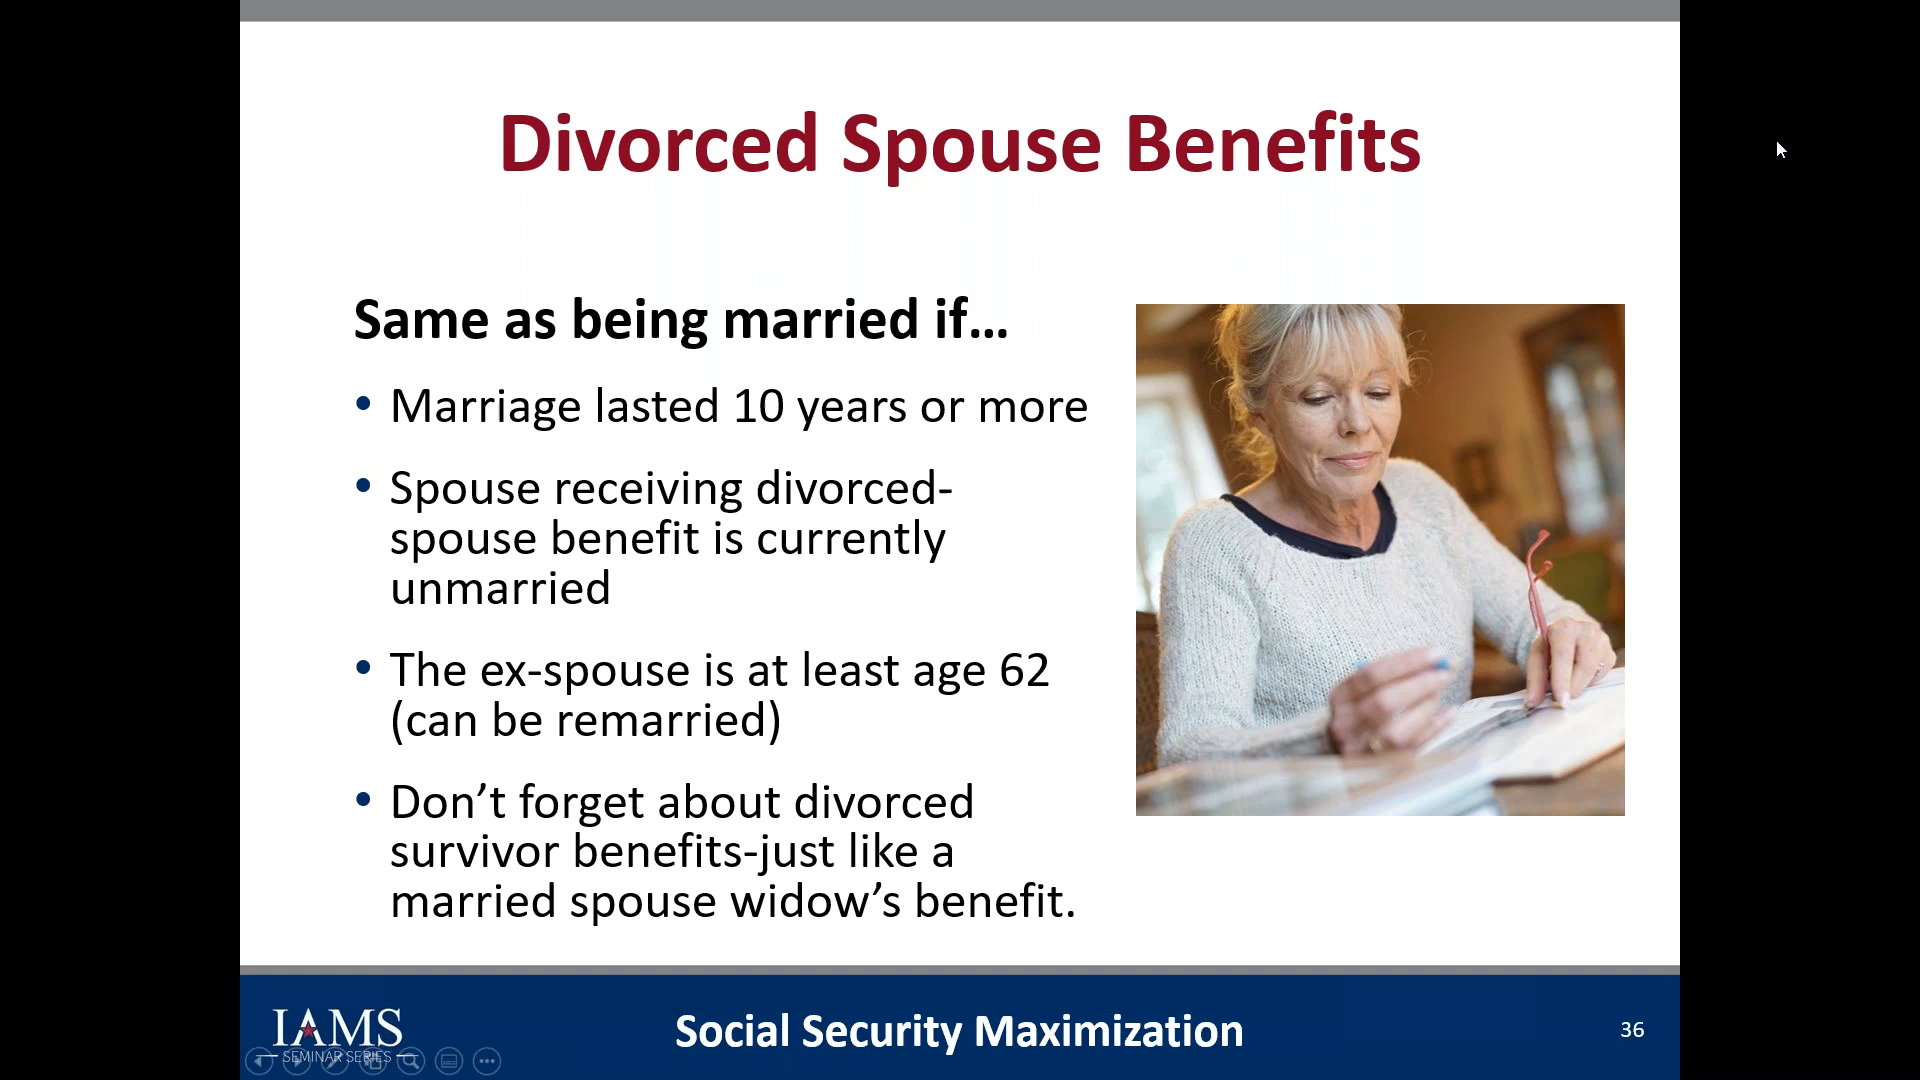 Divorced Spouse Benefits
Same as being married if…
• Marriage lasted 10 years or more
• Spouse receiving divorced-
spouse benefit is currently
unmarried
• The ex-spouse is at least age 62
(can be remarried)
• Don’t forget about divorced
survivor benefits-just like a
married spouse widow’s benefit.
IAMS
SEMINAR SERIES
Social Security Maximization
36